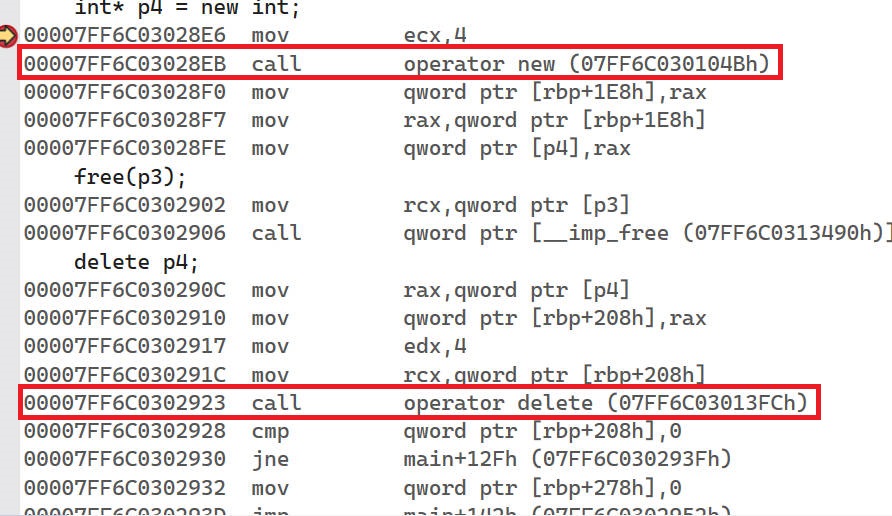 int* p4 = new int;
00007FF6C03028E6 mov ecx,4
00007FF6C03028EB call operator new (07FF6C030104Bh)
00007FF6C03028F0 mov qword ptr [rbp+1E8h],rax
00007FF6C03028F7 mov rax,qword ptr [rbp+1E8h]
00007FF6C03028FE mov qword ptr [p4],rax
free(p3);
00007FF6C0302902 mov rcx,qword ptr [p3]
00007FF6C0302906 call qword ptr [__imp_free (07FF6C0313490h)]
delete p4;
00007FF6C030290C mov rax,qword ptr [p4]
00007FF6C0302910 mov qword ptr [rbp+208h],rax
00007FF6C0302917 mov edx,4
00007FF6C030291C mov rcx,qword ptr [rbp+208h]
00007FF6C0302923 call operator delete (07FF6C03013FCh)
00007FF6C0302928 cmp qword ptr [rbp+208h],0
00007FF6C0302930 jne main+12Fh (07FF6C030293Fh)
00007FF6C0302932 mov qword ptr [rbp+278h],0
00007FF6C030293D jmp main+142h (07FF6C0302952h)